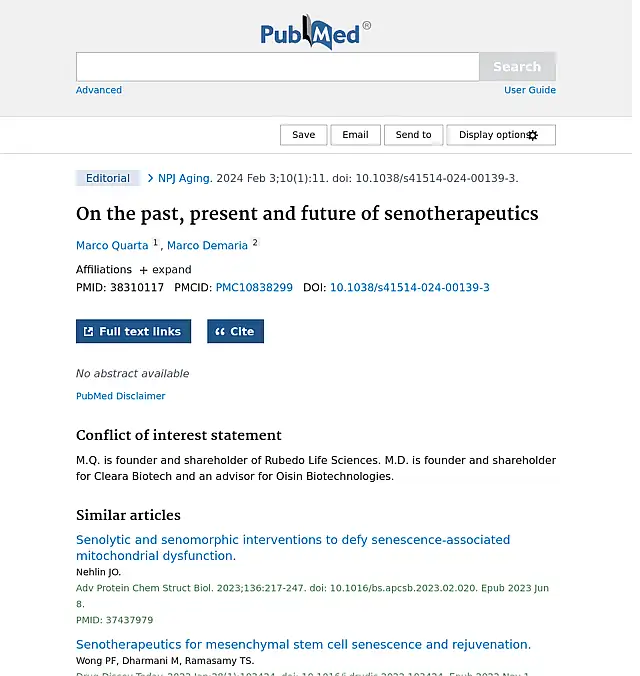 PubMed®
Search
Advanced
User Guide
Save
Email
Send to
Display options
Editorial
NPJ Aging. 2024 Feb 3;10(1):11. doi: 10.1038/s41514-024-00139-3.
On the past, present and future of senotherapeutics
Marco Quarta 1, Marco Demaria 2
Affiliations + expand
PMID: 38310117 PMCID: PMC10838299 DOI: 10.1038/s41514-024-00139-3
Full text links
Cite
No abstract available
PubMed Disclaimer
Conflict of interest statement
M.Q. is founder and shareholder of Rubedo Life Sciences. M.D. is founder and shareholder
for Cleara Biotech and an advisor for Oisin Biotechnologies.
Similar articles
Senolytic and senomorphic interventions to defy senescence-associated
mitochondrial dysfunction.
Nehlin JO.
Adv Protein Chem Struct Biol. 2023;136:217-247. doi: 10.1016/bs.apcsb.2023.02.020. Epub 2023 Jun
8.
PMID: 37437979
Senotherapeutics for mesenchymal stem cell senescence and rejuvenation.
Wong PF, Dharmani M, Ramasamy TS.